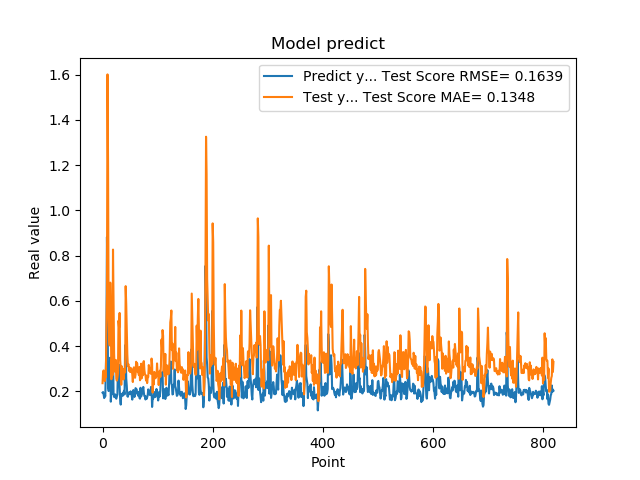 Model predict
Predict y... Test Score RMSE= 0.1639
Test y... Test Score MAE= 0.1348
1.6
1.4
1.2
1.0
0.8
0.6
0.4
0.2
Real value
0 200 400 600 800
Point